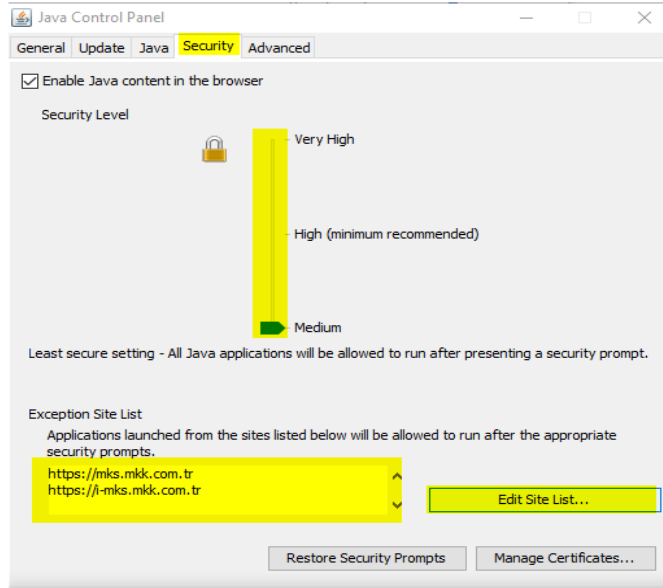 Java Control Panel
General Update Java Security Advanced
Enable Java content in the browser
Security Level
Very High
High (minimum recommended)
Medium
Least secure setting - All Java applications will be allowed to run after presenting a security prompt.
Exception Site List
Applications launched from the sites listed below will be allowed to run after the appropriate
security prompts.
https://mks.mkk.com.tr
https://i-mks.mkk.com.tr
Edit Site List...
Restore Security Prompts Manage Certificates...